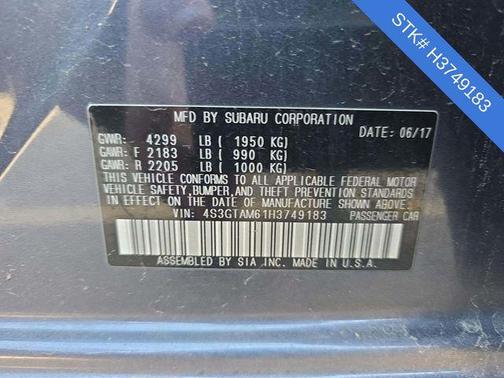 STK# H3749183
MFD BY SUBARU CORPORATION
GVWR: 4299 LB ( 1950 KG) DATE: 06/17
GAWR: F 2183 LB ( 990 KG)
GAWR: R 2205 LB ( 1000 KG)
THIS VEHICLE CONFORMS TO ALL APPLICABLE FEDERAL MOTOR
VEHICLE SAFETY, BUMPER, AND THEFT PREVENTION STANDARDS
IN EFFECT ON THE DATE OF MANUFACTURE SHOWN ABOVE.
VIN: 4S3GTAM61H3749183 PASSENGER CAR
ASSEMBLED BY SIA, INC. MADE IN U.S.A.